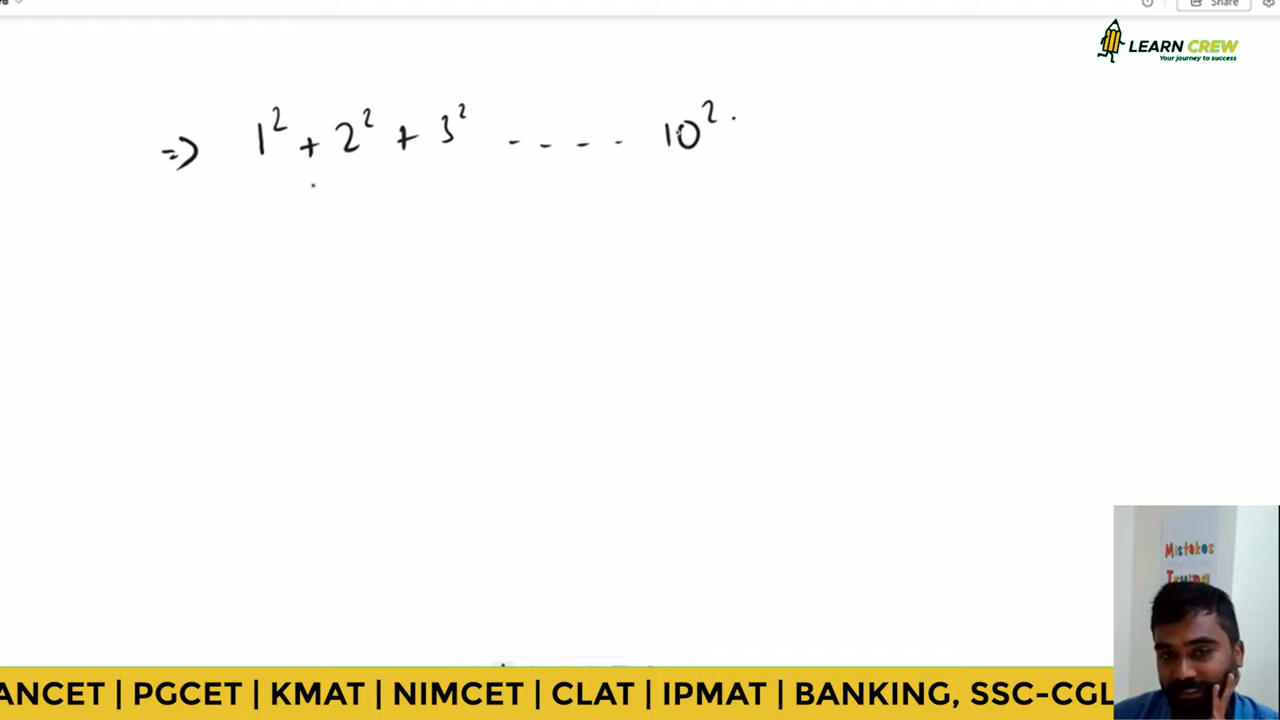 Share
LEARN CREW
Your journey to success
=> 1² + 2² + 3² - - - - 10².
Mistakes
Trying
ANCET | PGCET | KMAT | NIMCET | CLAT | IPMAT | BANKING, SSC-CGL